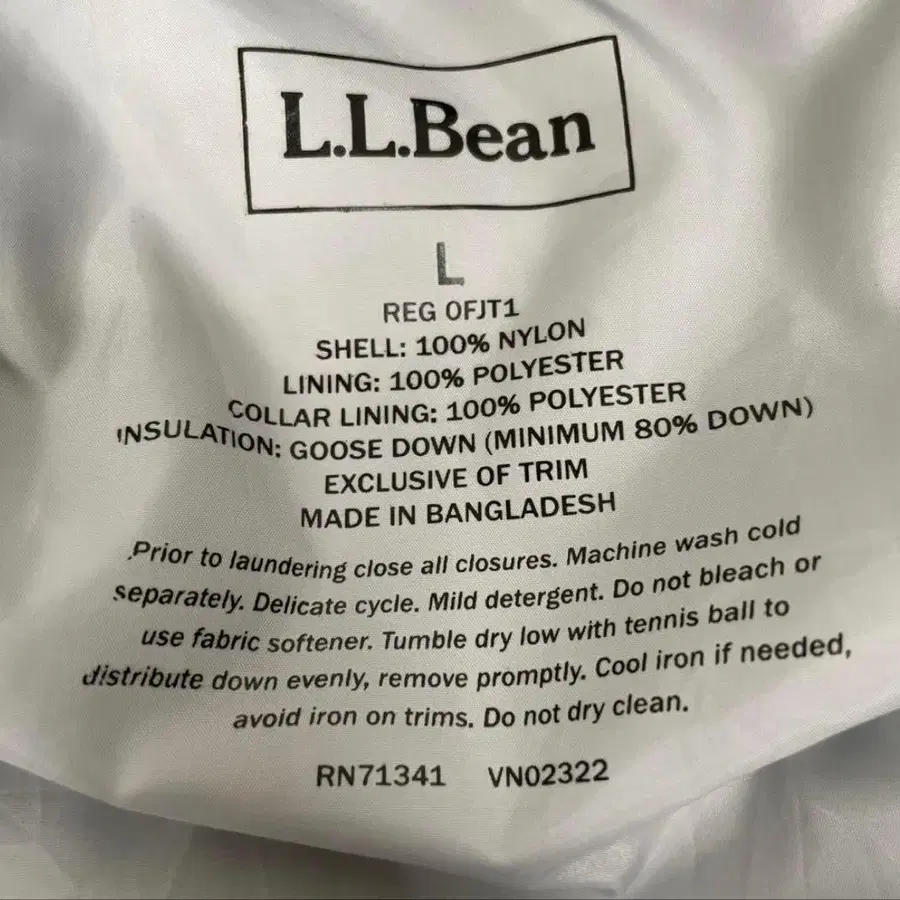 L.L.Bean
L
REG 0FJT1
SHELL: 100% NYLON
LINING: 100% POLYESTER
COLLAR LINING: 100% POLYESTER
INSULATION: GOOSE DOWN (MINIMUM 80% DOWN)
EXCLUSIVE OF TRIM
MADE IN BANGLADESH
Prior to laundering close all closures. Machine wash cold
separately. Delicate cycle. Mild detergent. Do not bleach or
use fabric softener. Tumble dry low with tennis ball to
distribute down evenly, remove promptly. Cool iron if needed,
avoid iron on trims. Do not dry clean.
RN71341 VN02322